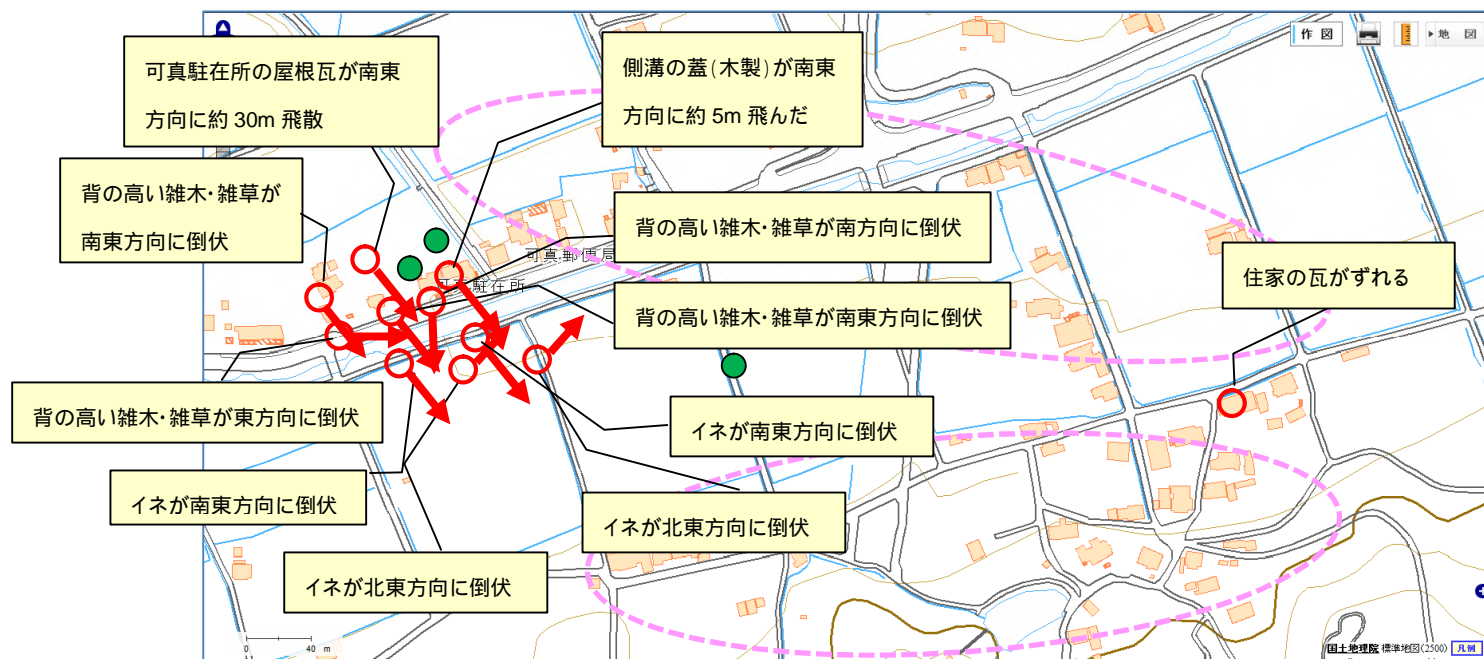 作 図
地 図
可真駐在所の屋根瓦が南東
方向に約 30m 飛散
側溝の蓋(木製)が南東
方向に約 5m 飛んだ
背の高い雑木・雑草が
南東方向に倒伏
背の高い雑木・雑草が南方向に倒伏
可真郵便局
住家の瓦がずれる
駐在所
背の高い雑木・雑草が南東方向に倒伏
背の高い雑木・雑草が東方向に倒伏
イネが南東方向に倒伏
イネが南東方向に倒伏
イネが北東方向に倒伏
イネが北東方向に倒伏
0 40 m
国土地理院 標準地図(2500) 凡例